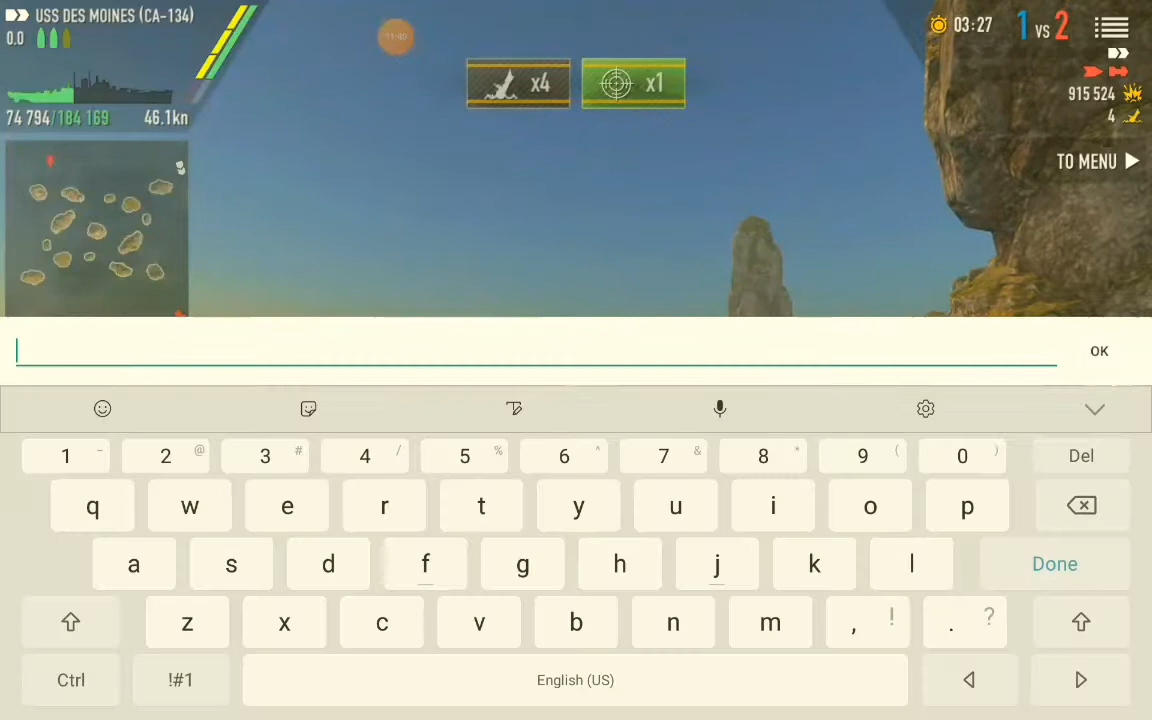 USS DES MOINES (CA-134)
0.0
74 794/184 169
46.1kn
11:40
x4
x1
03:27
1 VS 2
915 524
4
TO MENU
OK
1 - 2 @ 3 # 4 / 5 % 6 ^ 7 & 8 * 9 ( 0 ) Del
q w e r t y u i o p
a s d f g h j k l Done
z x c v b n m , ! . ?
Ctrl !#1 English (US)